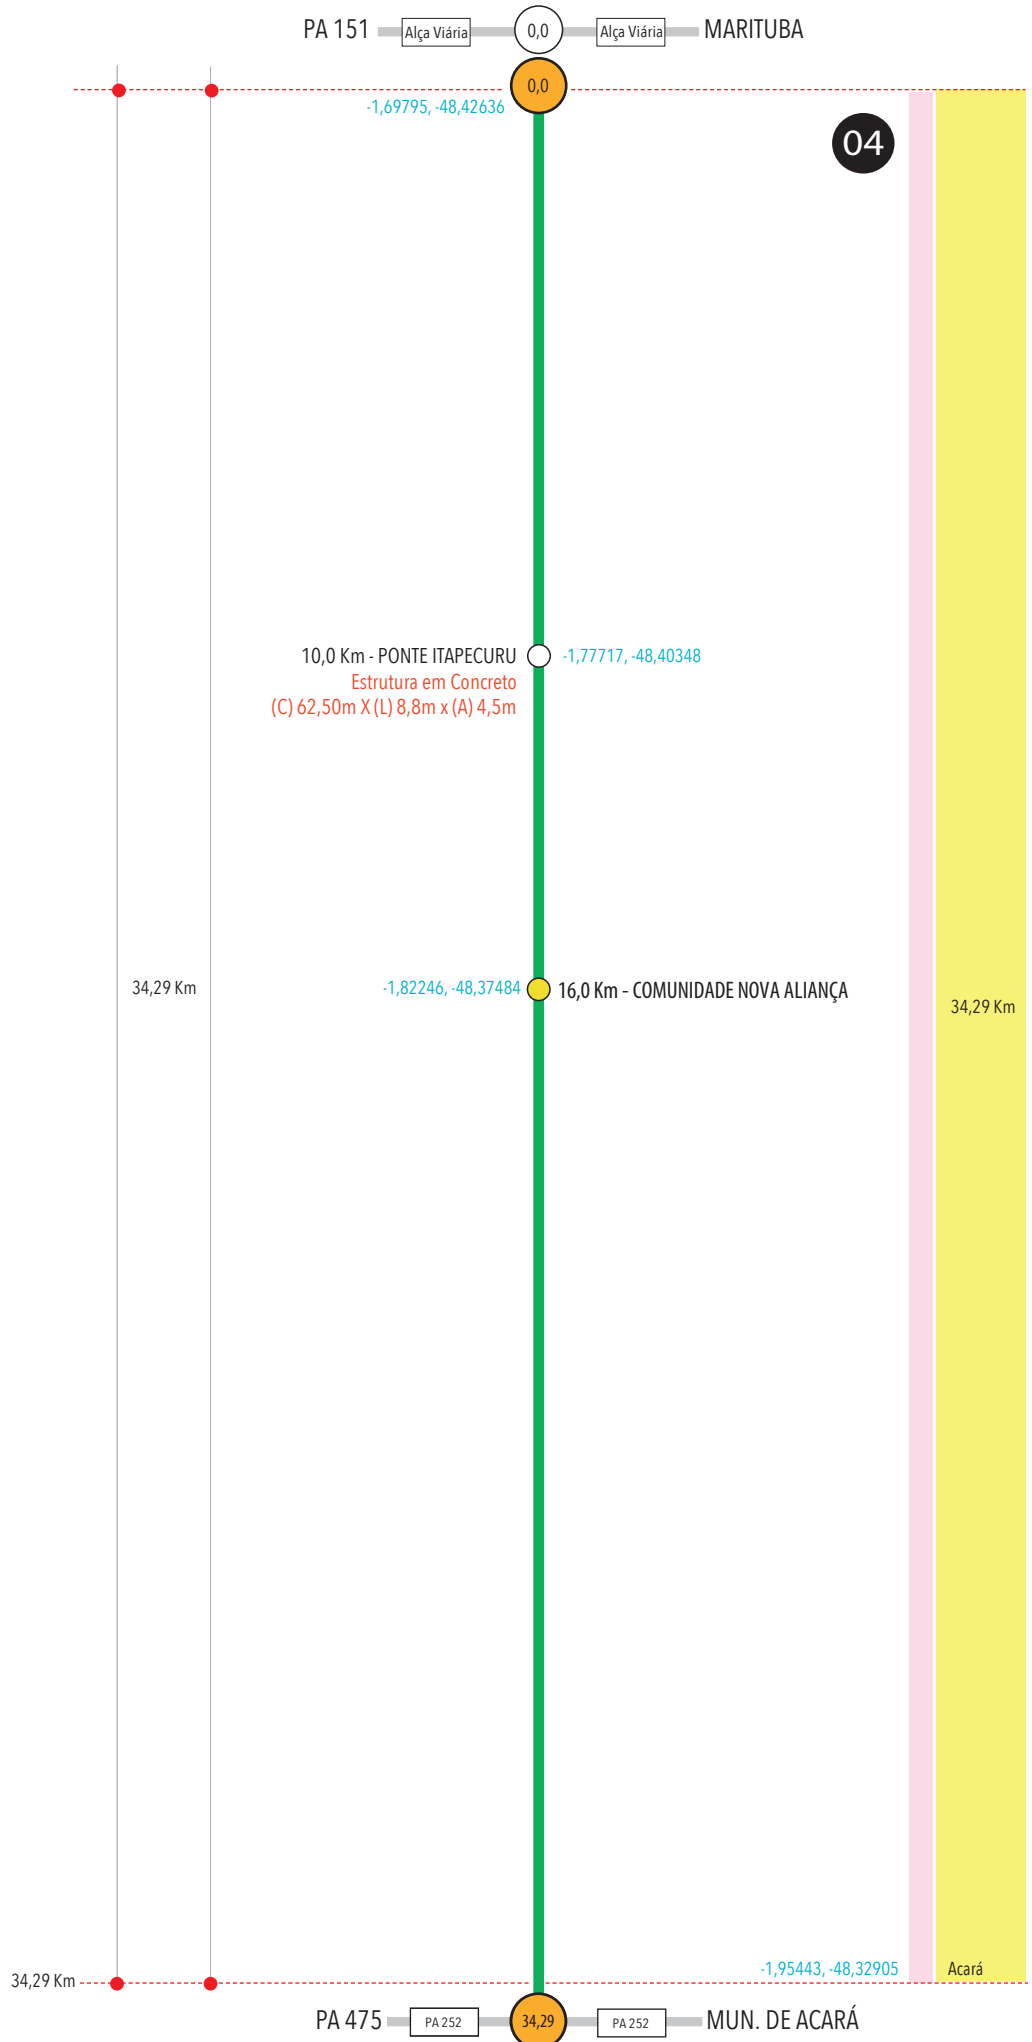 PA 151 Alça Viária 0,0 Alça Viária MARITUBA
0,0
-1,69795, -48,42636
04
10,0 Km - PONTE ITAPECURU -1,77717, -48,40348
Estrutura em Concreto
(C) 62,50m X (L) 8,8m x (A) 4,5m
34,29 Km -1,82246, -48,37484 16,0 Km - COMUNIDADE NOVA ALIANÇA
34,29 Km
-1,95443, -48,32905 Acará
34,29 Km
PA 475 PA 252 34,29 PA 252 MUN. DE ACARÁ